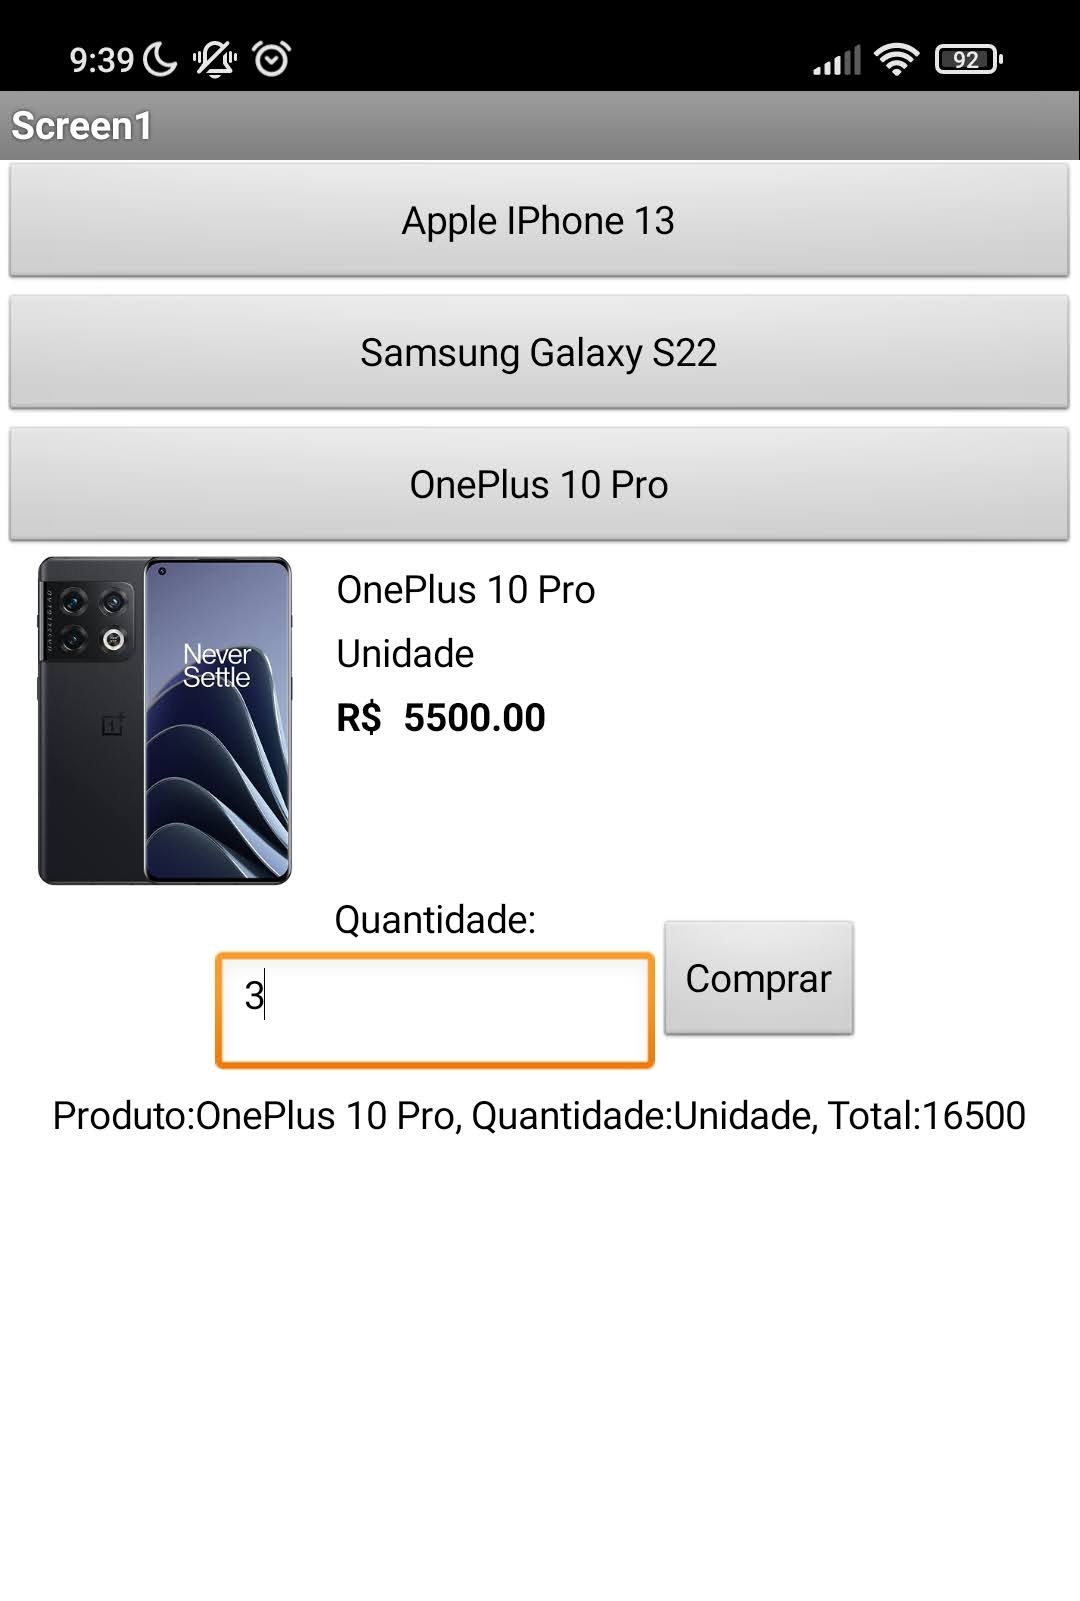 9:39
92
Screen1
Apple IPhone 13
Samsung Galaxy S22
OnePlus 10 Pro
HASSELBLAD
Never
Settle
OnePlus 10 Pro
Unidade
R$ 5500.00
Quantidade:
3
Comprar
Produto:OnePlus 10 Pro, Quantidade:Unidade, Total:16500